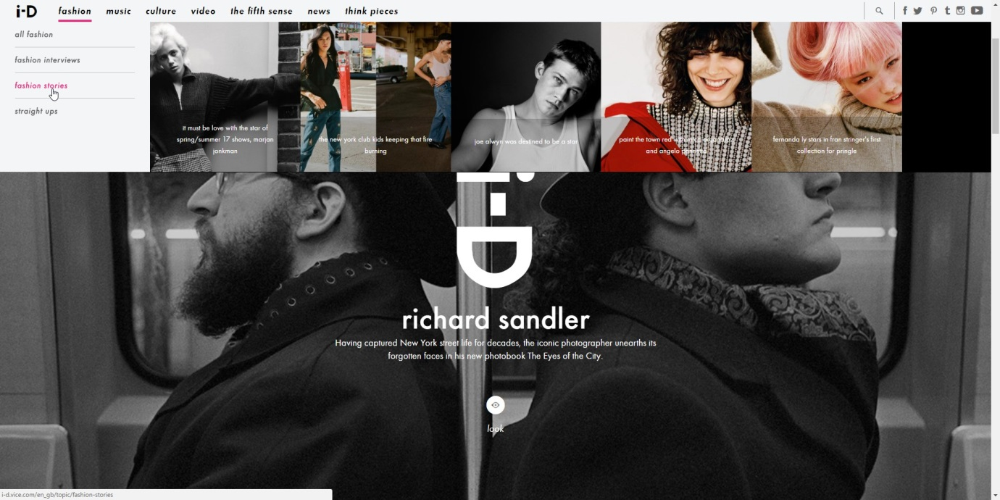 i-D
fashion
music
culture
video
the fifth sense
news
think pieces
all fashion
fashion interviews
fashion stories
straight ups
it must be love with the star of
spring/summer 17 shows, marjan
jonkman
the new york club kids keeping that fire
burning
joe alwyn was destined to be a star
paint the town red with
and angelo
fernanda ly stars in fran stringer's first
collection for pringle
i-D
richard sandler
Having captured New York street life for decades, the iconic photographer unearths its
forgotten faces in his new photobook The Eyes of the City.
look
i-d.vice.com/en_gb/topic/fashion-stories